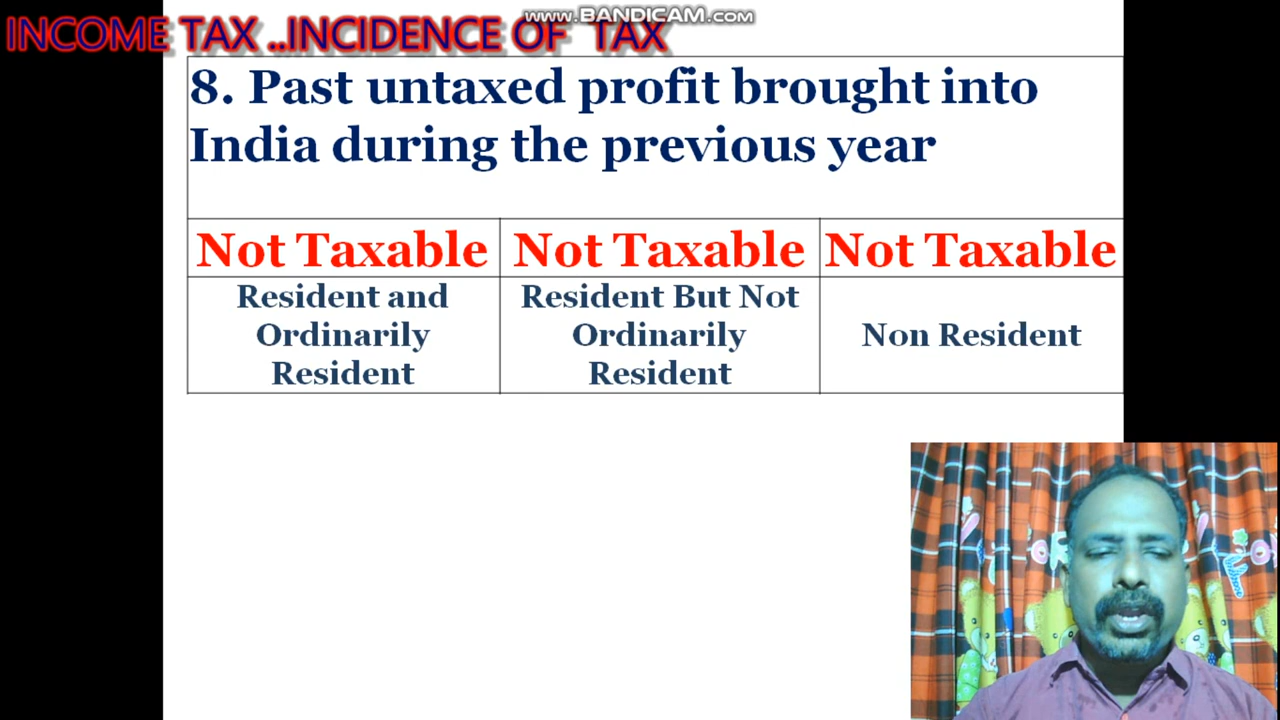 www.BANDICAM.com
INCOME TAX ..INCIDENCE OF TAX
8. Past untaxed profit brought into
India during the previous year
Not Taxable Not Taxable Not Taxable
Resident and
Ordinarily
Resident
Resident But Not
Ordinarily
Resident
Non Resident